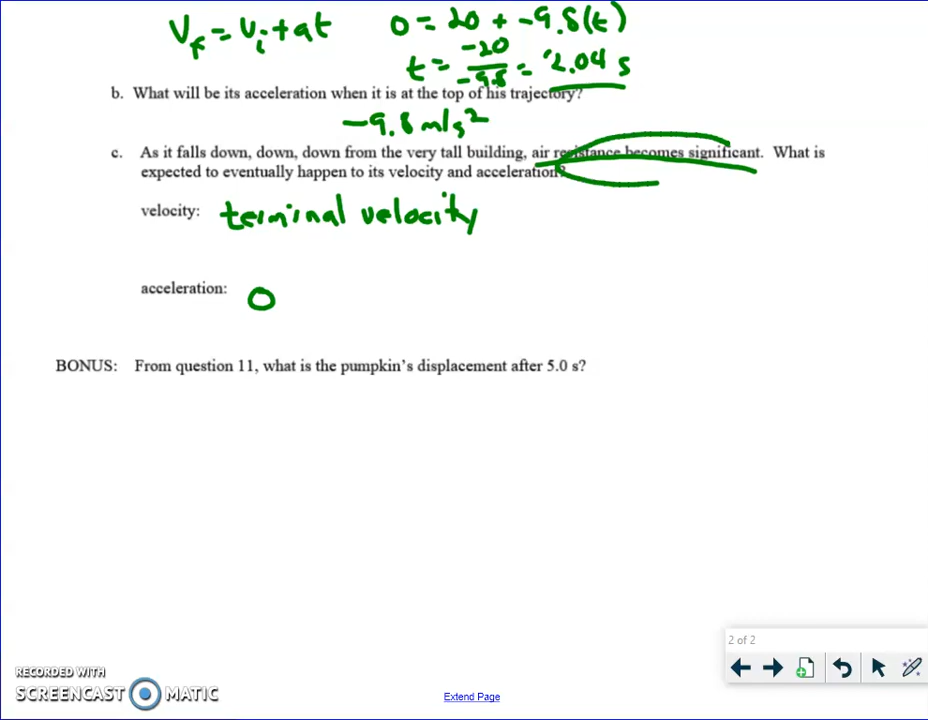 Vf = Vi + at 0 = 20 + -9.8(t)
t = -20/-9.8 = 2.04 s
b. What will be its acceleration when it is at the top of his trajectory?
-9.8 m/s²
c. As it falls down, down, down from the very tall building, air resistance becomes significant. What is
expected to eventually happen to its velocity and acceleration?
velocity: terminal velocity
acceleration: 0
BONUS: From question 11, what is the pumpkin's displacement after 5.0 s?
2 of 2
RECORDED WITH
SCREENCAST MATIC
Extend Page